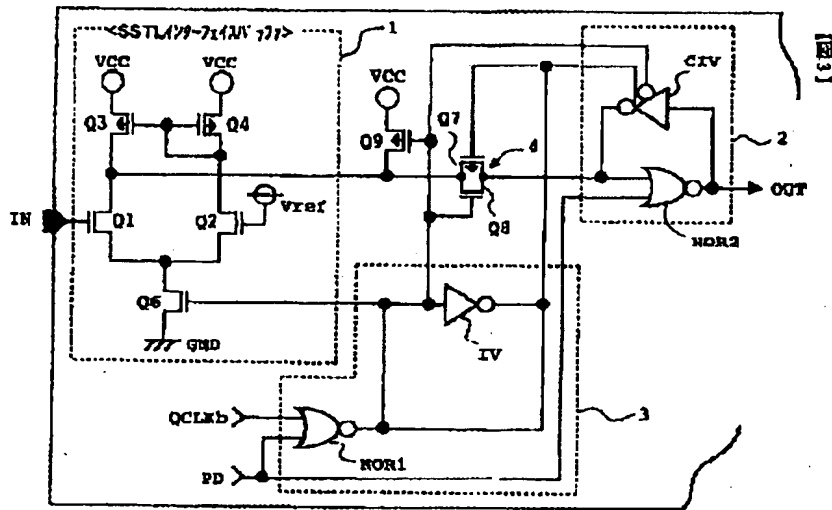 <SSTLインターフェイスバッファ>
1
VCC
VCC
VCC
Q3
Q4
Q9
Q7
4
CIV
2
【図3】
IN
Q1
Q2
Vref
Q8
OUT
NOR2
Q6
GND
IV
QCLKb
3
NOR1
PD